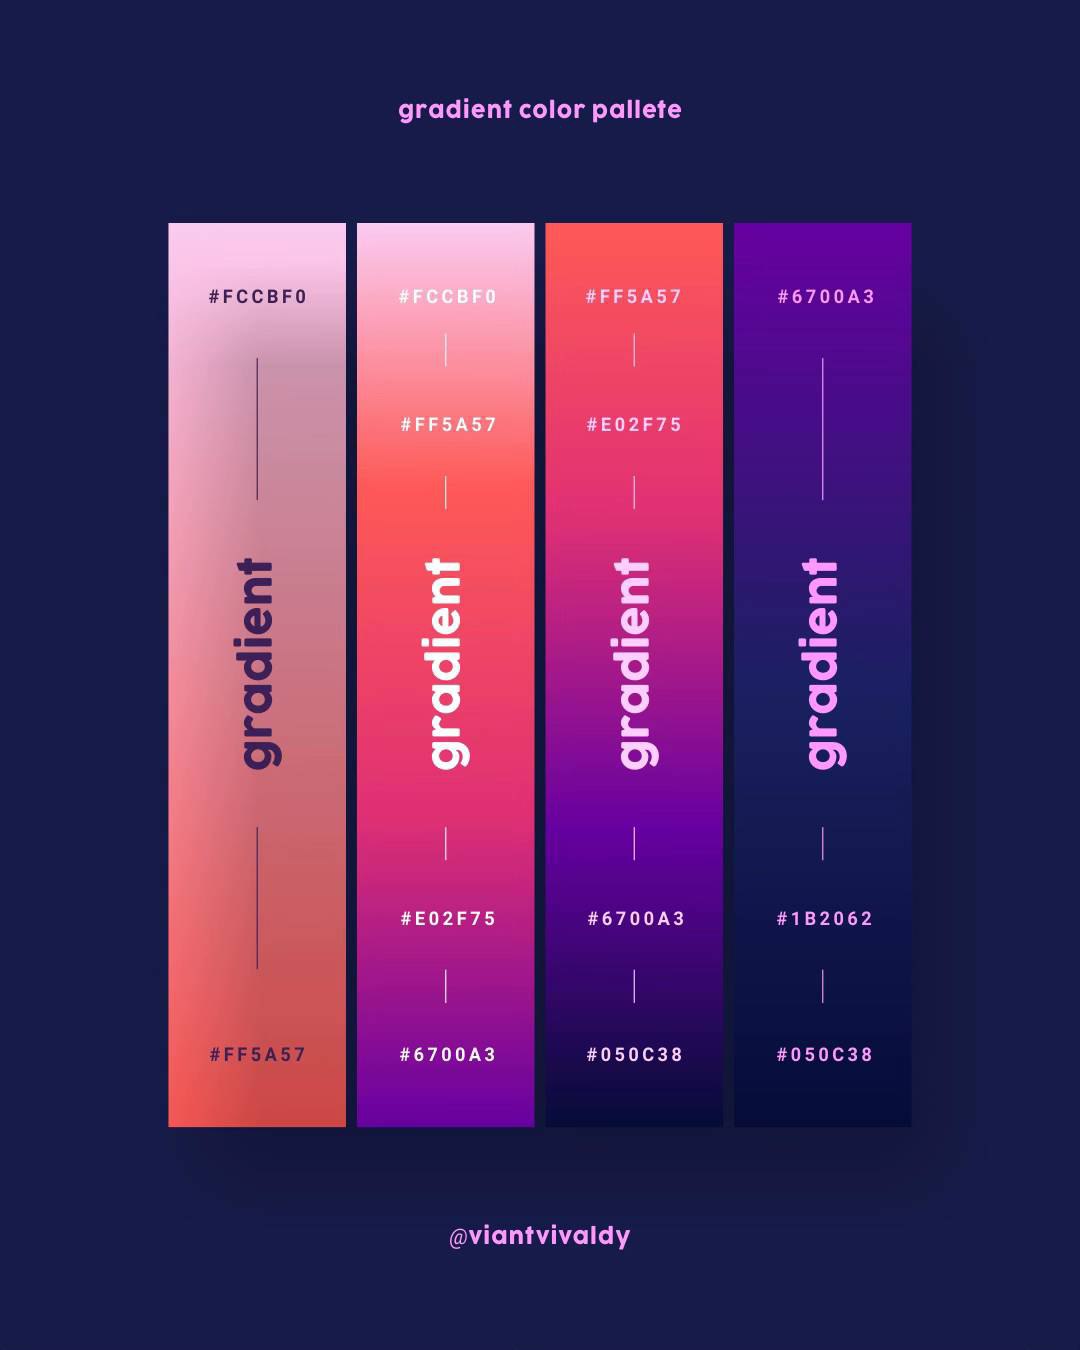 gradient color pallete
#FCCBF0
gradient
#FF5A57
#FCCBF0
#FF5A57
gradient
#E02F75
#6700A3
#FF5A57
#E02F75
gradient
#6700A3
#050C38
#6700A3
gradient
#1B2062
#050C38
@viantvivaldy